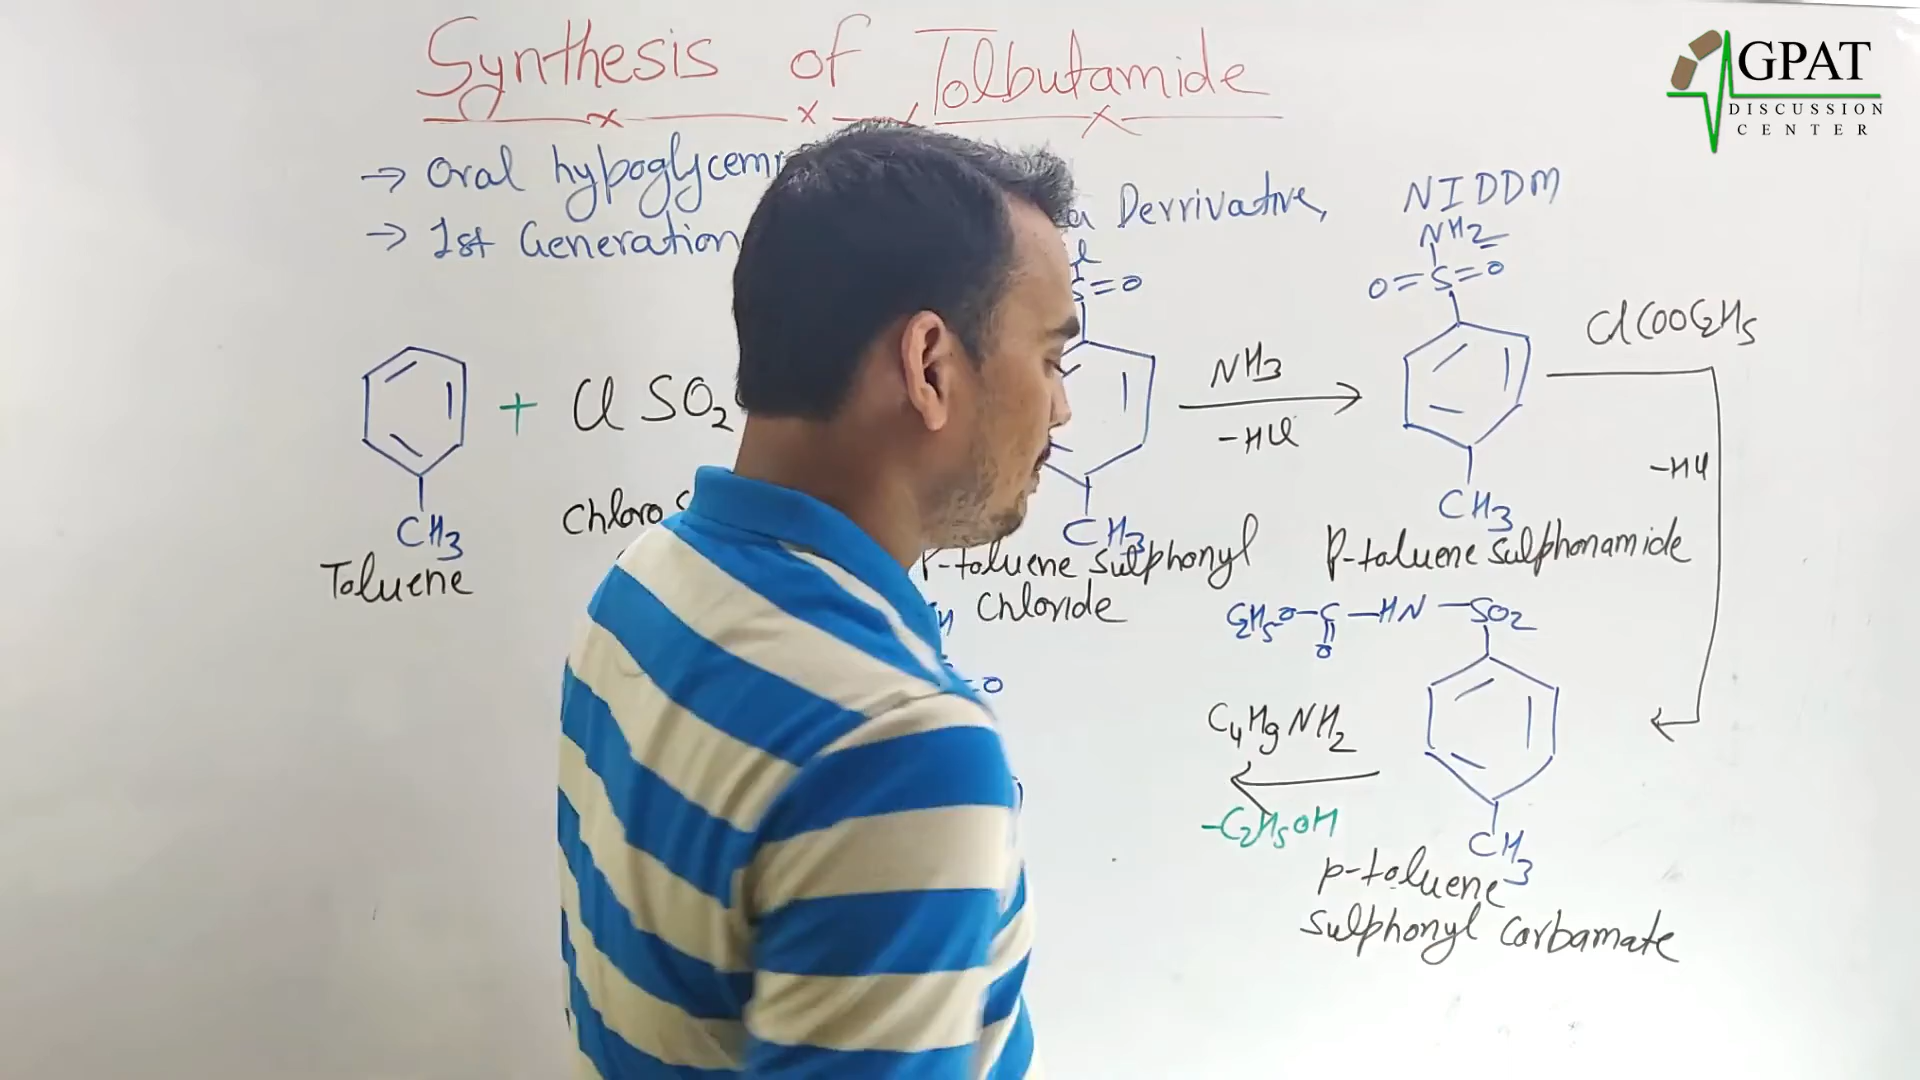 Synthesis of Tolbutamide
GPAT
DISCUSSION
CENTER
→ Oral hypoglycemi
Derrivative, NIDDM
→ 1st Generation
NH2
S=O
O=S=O
ClCOOC2H5
NH3
-HCl
+ Cl SO2
-HCl
CH3
CH3
CH3
Chloro S
Toluene
P-toluene sulphonyl
Chloride
P-toluene sulphonamide
C2H5O-C-HN-SO2
O
=O
C4H9NH2
-C2H5OH
CH3
p-toluene
sulphonyl carbamate